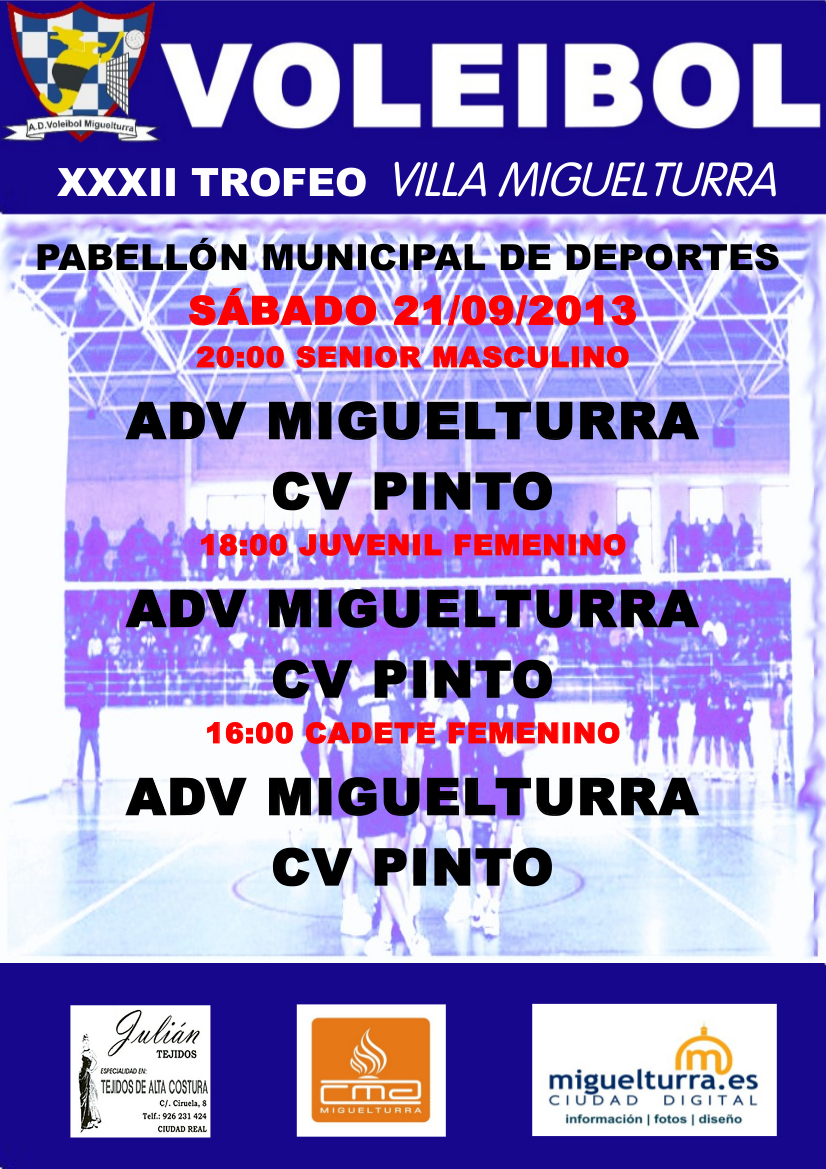 VOLEIBOL
A.D.Voleibol Miguelturra
XXXII TROFEO VILLA MIGUELTURRA
PABELLÓN MUNICIPAL DE DEPORTES
SÁBADO 21/09/2013
20:00 SENIOR MASCULINO
ADV MIGUELTURRA
CV PINTO
18:00 JUVENIL FEMENINO
ADV MIGUELTURRA
CV PINTO
16:00 CADETE FEMENINO
ADV MIGUELTURRA
CV PINTO
Julián
TEJIDOS
ESPECIALIDAD EN:
TEJIDOS DE ALTA COSTURA
C/. Ciruela, 8
Telf.: 926 231 424
CIUDAD REAL
cma
MIGUELTURRA
m
miguelturra.es
CIUDAD DIGITAL
información | fotos | diseño